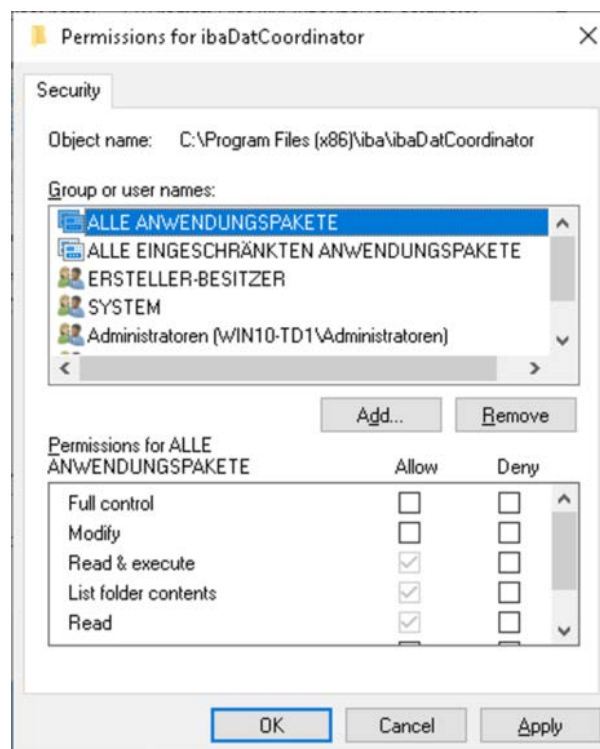 Permissions for ibaDatCoordinator
Security
Object name: C:\Program Files (x86)\iba\ibaDatCoordinator
Group or user names:
ALLE ANWENDUNGSPAKETE
ALLE EINGESCHRÄNKTEN ANWENDUNGSPAKETE
ERSTELLER-BESITZER
SYSTEM
Administratoren (WIN10-TD1\Administratoren)
Add... Remove
Permissions for ALLE
ANWENDUNGSPAKETE Allow Deny
Full control
Modify
Read & execute
List folder contents
Read
OK Cancel Apply